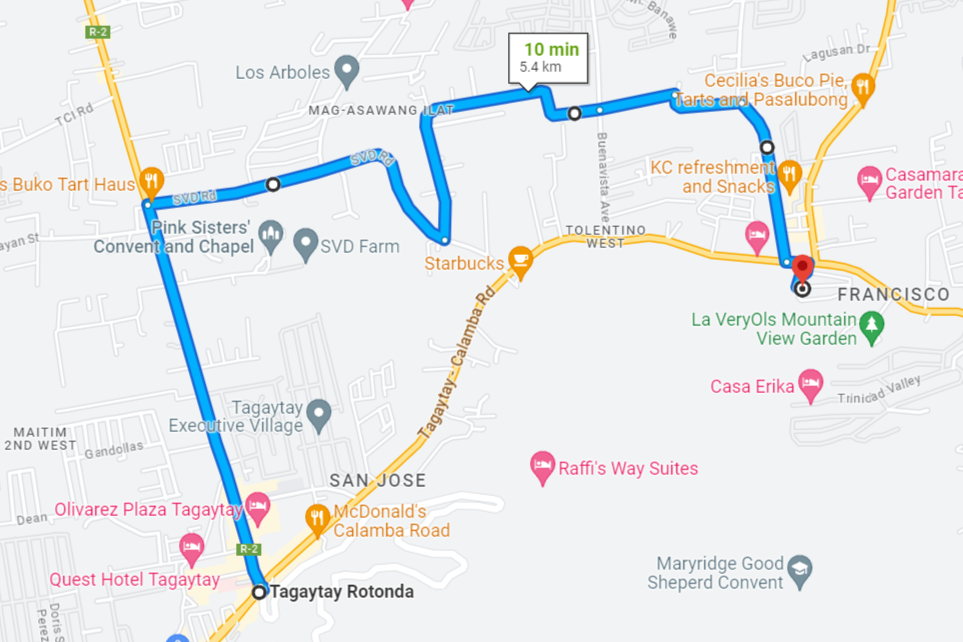 nc. Banawe
R-2
10 min
5.4 km
Lagusan Dr
Los Arboles
Cecilia's Buco Pie,
Tarts and Pasalubong
MAG-ASAWANG ILAT
TCI Rd
SVD Rd
KC refreshment
and Snacks
Casamara
Garden Ta
s Buko Tart Haus
SVD Rd
Buenavista Ave
Pink Sisters'
Convent and Chapel
SVD Farm
ayan St
TOLENTINO
WEST
Starbucks
FRANCISCO
La VeryOls Mountain
View Garden
Tagaytay - Calamba Rd
Casa Erika
Trinidad Valley
Tagaytay
Executive Village
MAITIM
2ND WEST
Gandollas
SAN JOSE
Raffi's Way Suites
Olivarez Plaza Tagaytay
McDonald's
Calamba Road
Dean
R-2
Quest Hotel Tagaytay
Maryridge Good
Sheperd Convent
Tagaytay Rotonda
Doris S
Perez